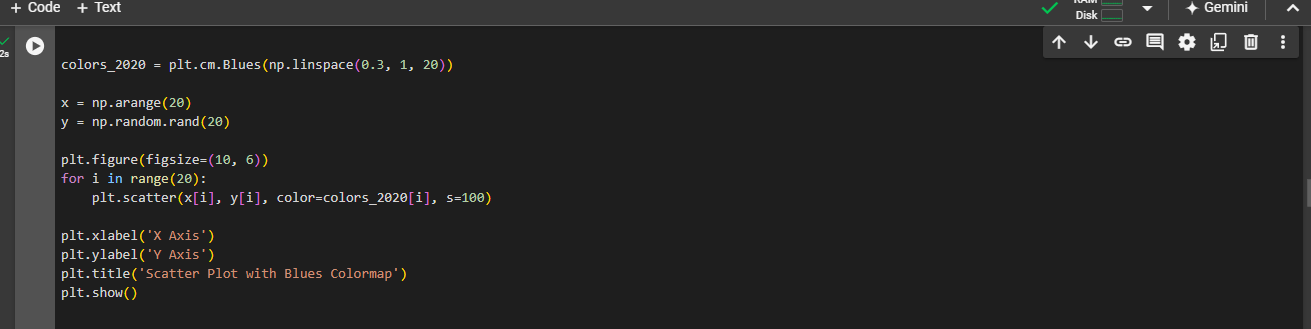 + Code + Text
RAM
Disk
Gemini
2s
colors_2020 = plt.cm.Blues(np.linspace(0.3, 1, 20))
x = np.arange(20)
y = np.random.rand(20)
plt.figure(figsize=(10, 6))
for i in range(20):
    plt.scatter(x[i], y[i], color=colors_2020[i], s=100)
plt.xlabel('X Axis')
plt.ylabel('Y Axis')
plt.title('Scatter Plot with Blues Colormap')
plt.show()